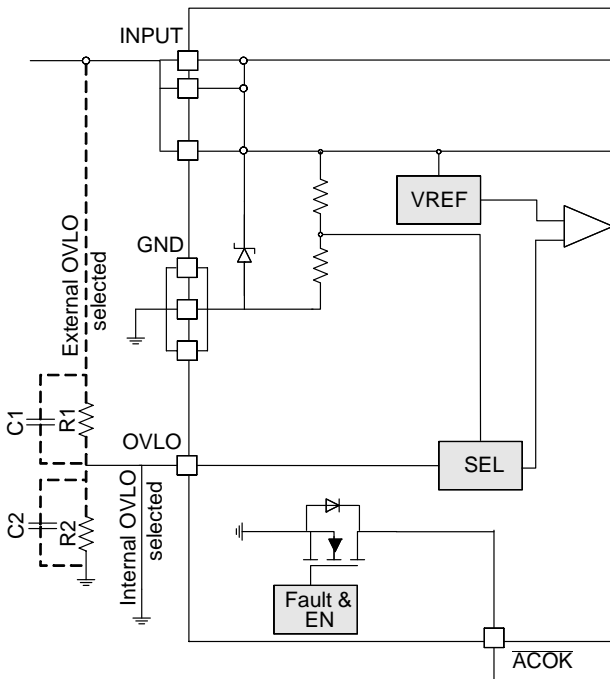 INPUT
VREF
GND
External OVLO
selected
C1
R1
OVLO
SEL
C2
R2
Internal OVLO
selected
Fault &
EN
ACOK